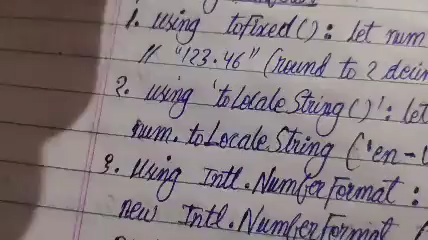 1. using toFixed(): let num
// "123.46" (round to 2 deci
2. using 'toLocaleString()': let
num.toLocaleString ('en-
3. using Intl.NumberFormat :
new Intl.NumberFormat (